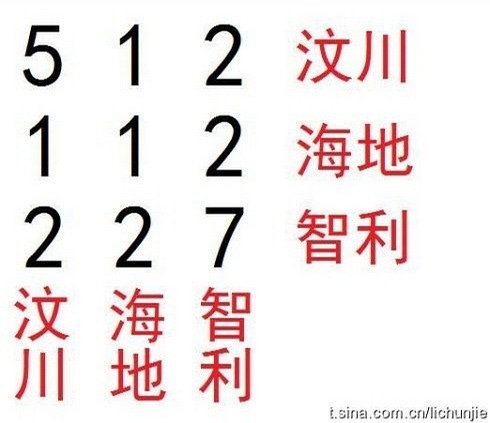 5 1 2 汶川
1 1 2 海地
2 2 7 智利
汶 海 智
川 地 利
t.sina.com.cn/lichunjie